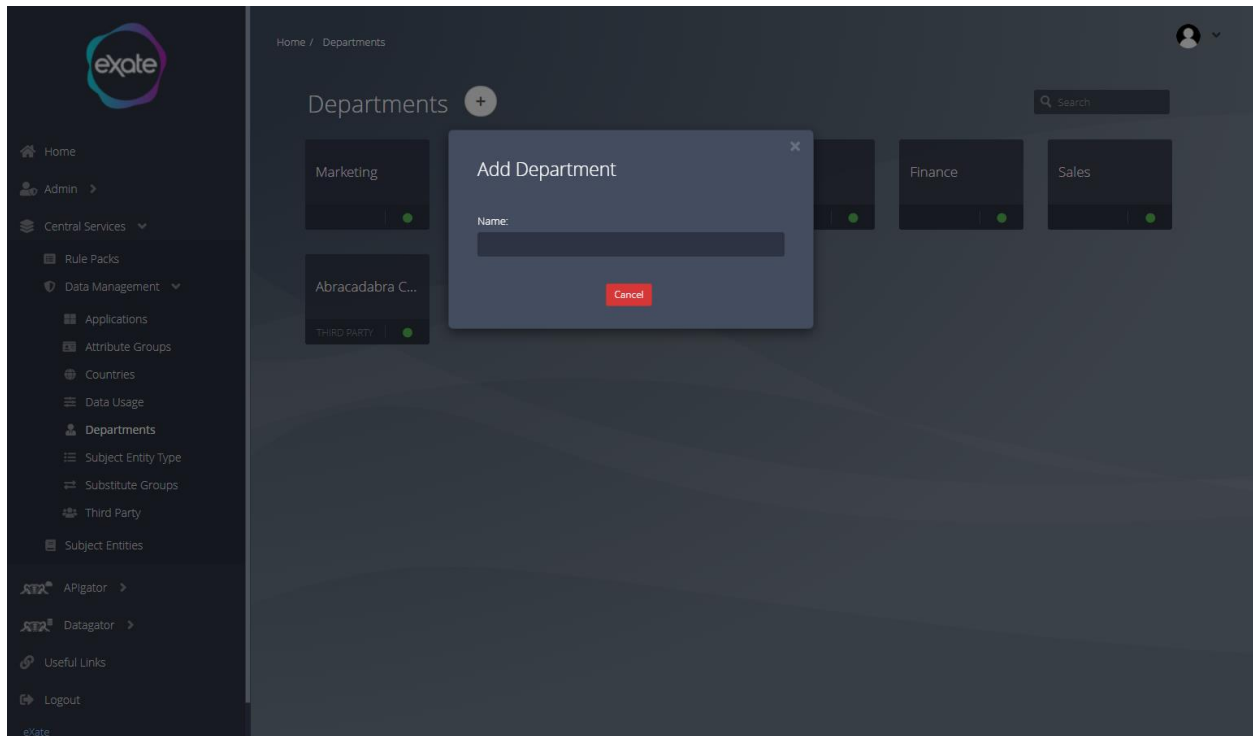 eXate
Home
Admin
Central Services
Rule Packs
Data Management
Applications
Attribute Groups
Countries
Data Usage
Departments
Subject Entity Type
Substitute Groups
Third Party
Subject Entities
APIgator
Datagator
Useful Links
Logout
eXate
Home / Departments
Departments +
Search
Marketing
Finance
Sales
Abracadabra C...
THIRD PARTY
Add Department
Name:
Cancel